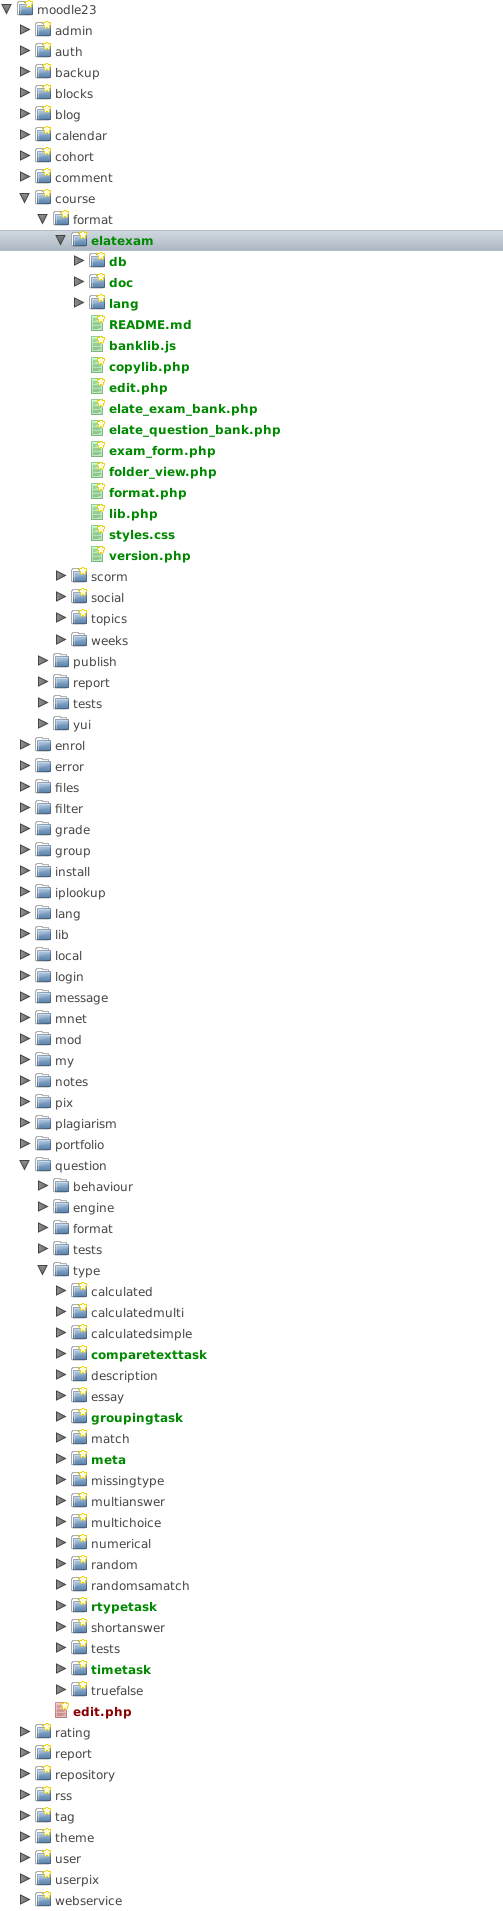 moodle23
admin
auth
backup
blocks
blog
calendar
cohort
comment
course
format
elatexam
db
doc
lang
README.md
banklib.js
copylib.php
edit.php
elate_exam_bank.php
elate_question_bank.php
exam_form.php
folder_view.php
format.php
lib.php
styles.css
version.php
scorm
social
topics
weeks
publish
report
tests
yui
enrol
error
files
filter
grade
group
install
iplookup
lang
lib
local
login
message
mnet
mod
my
notes
pix
plagiarism
portfolio
question
behaviour
engine
format
tests
type
calculated
calculatedmulti
calculatedsimple
comparetexttask
description
essay
groupingtask
match
meta
missingtype
multianswer
multichoice
numerical
random
randomsamatch
rtypetask
shortanswer
tests
timetask
truefalse
edit.php
rating
report
repository
rss
tag
theme
user
userpix
webservice